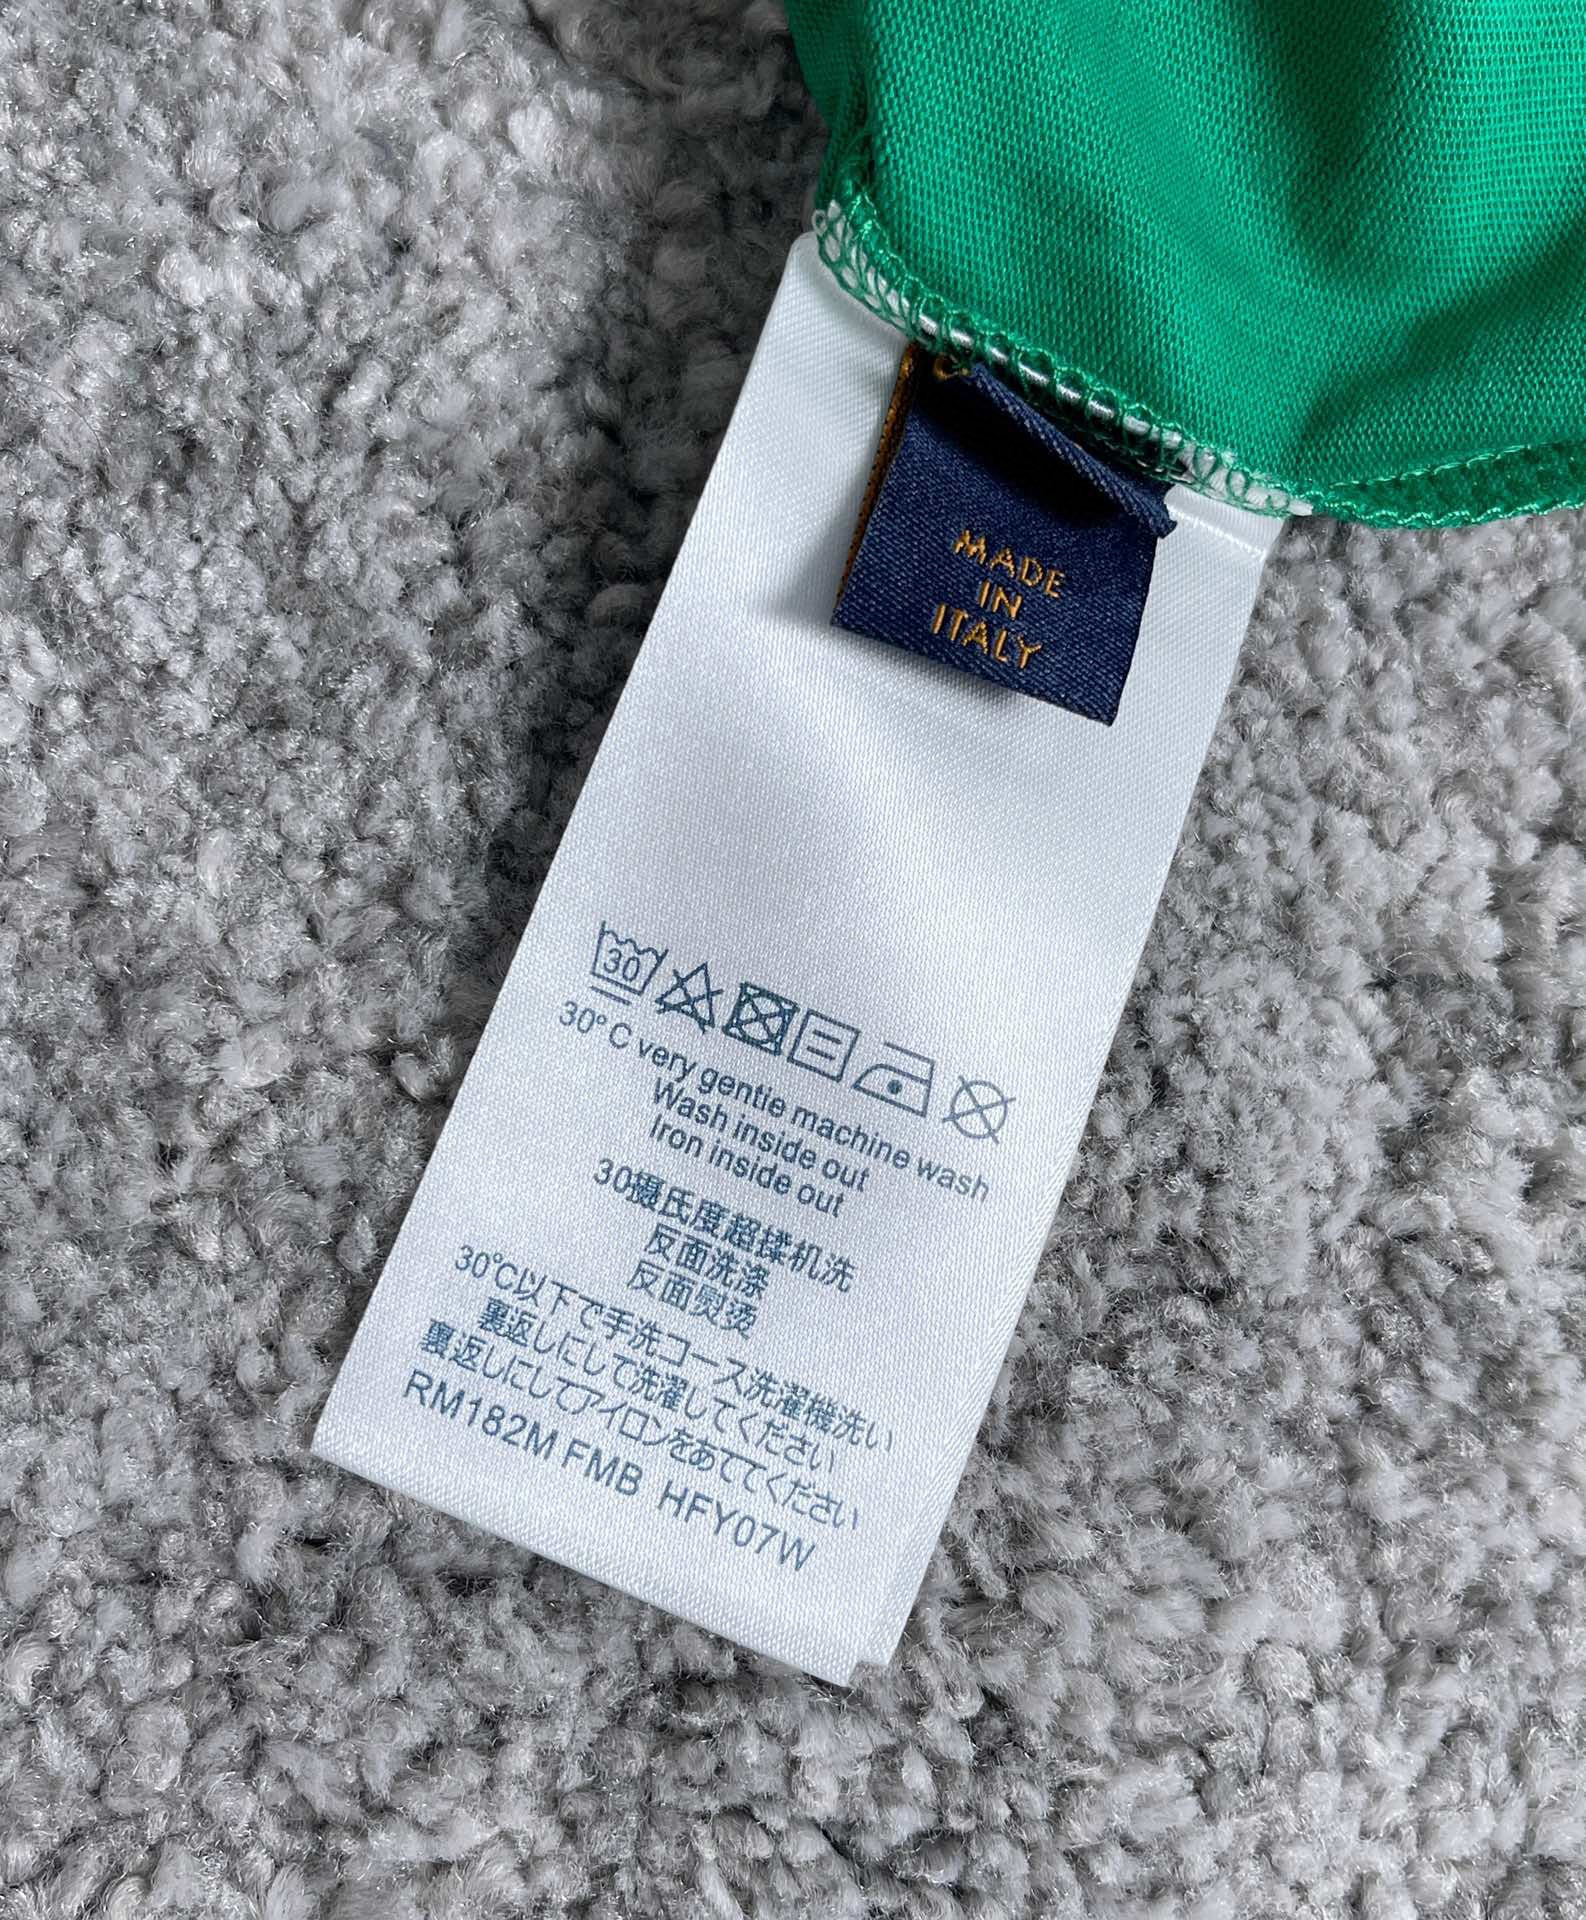 MADE
IN
ITALY
30
30°C very gentie machine wash
Wash inside out
Iron inside out
30摄氏度超揉机洗
反面洗涤
反面熨烫
30℃以下で手洗コース洗濯機洗い
裏返しにして洗濯してください
裏返しにしてアイロンをあててください
RM182M FMB HFY07W